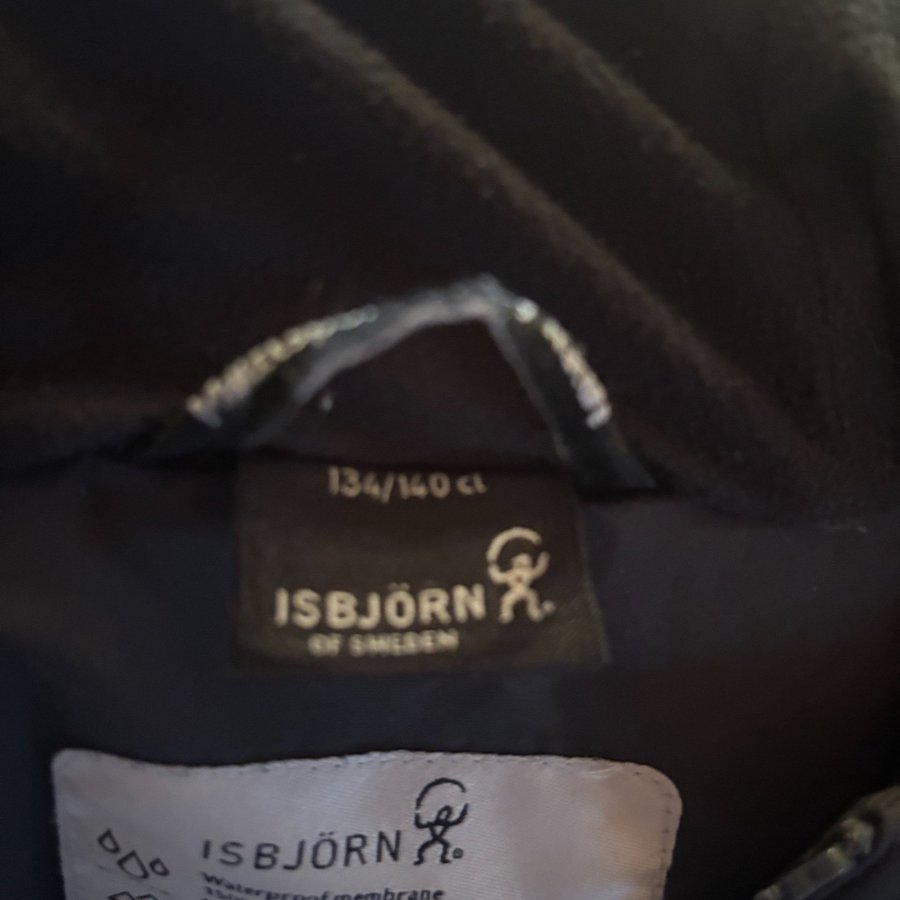 134/140 CL
ISBJÖRN
OF SWEDEN
ISBJÖRN
Waterproof membrane